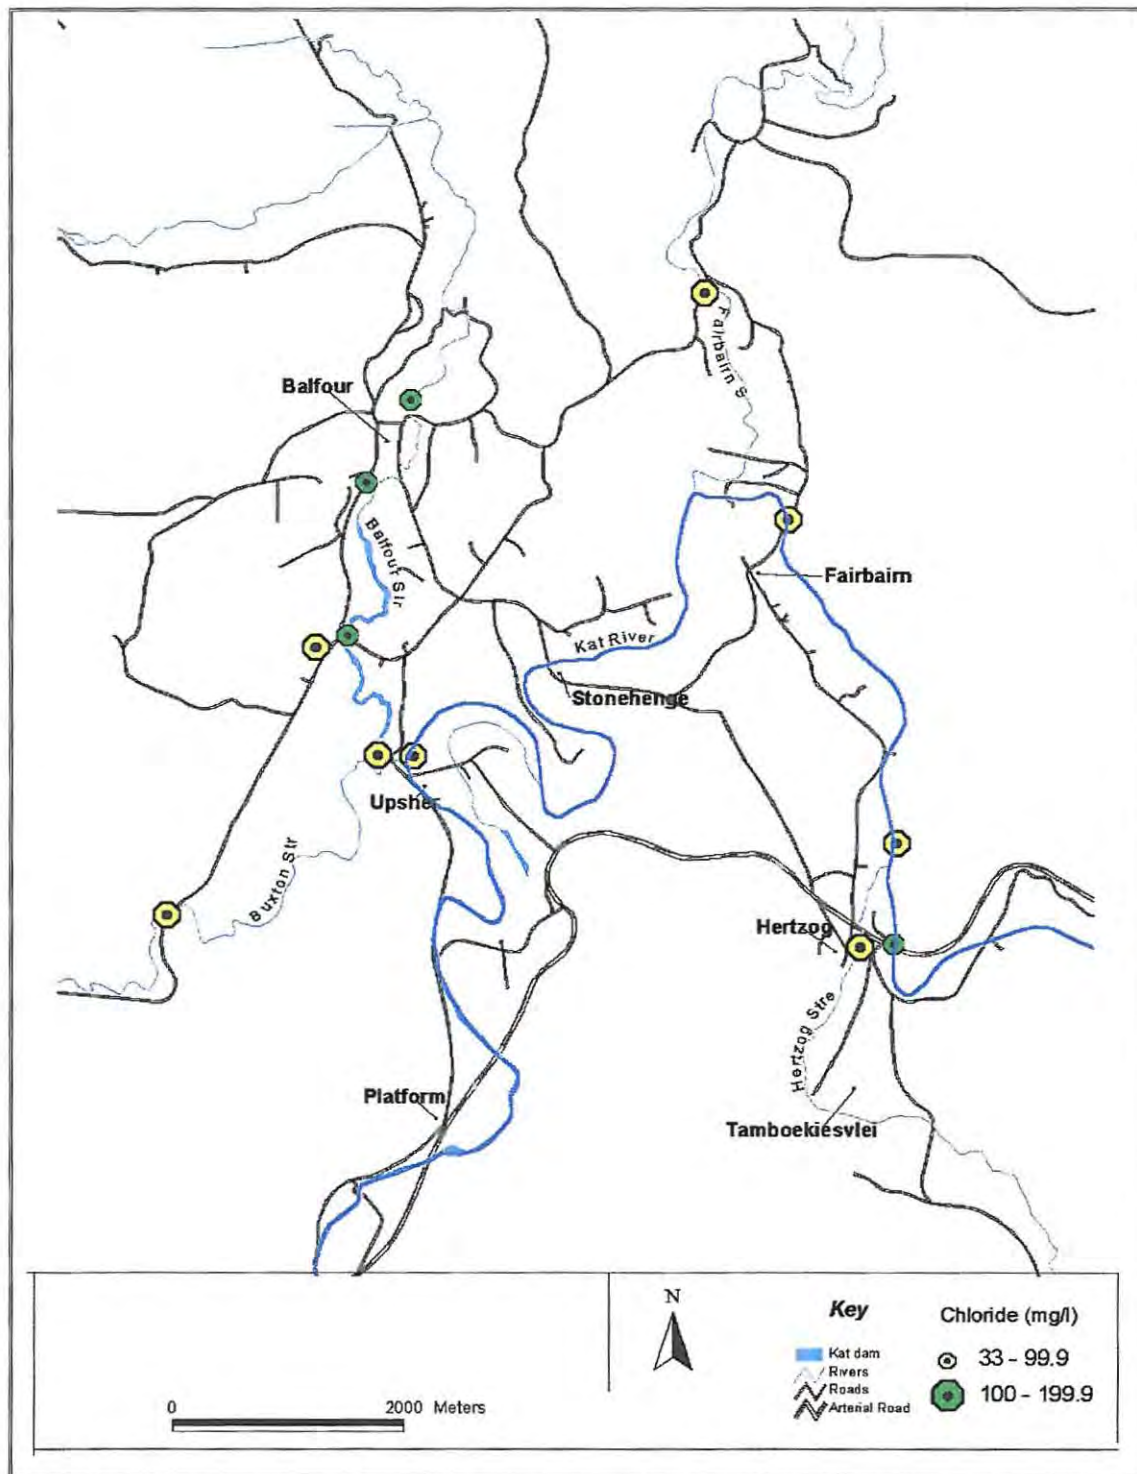 Fairbairn S
Balfour
Balfour Str
Fairbairn
Kat River
Stonehenge
Upsher
Buxton Str
Hertzog
Hertzog Stre
Platform
Tamboekiesvlei
N
Key
Chloride (mg/l)
Kat dam
33 - 99.9
Rivers
Roads
100 - 199.9
Arterial Road
0 2000 Meters